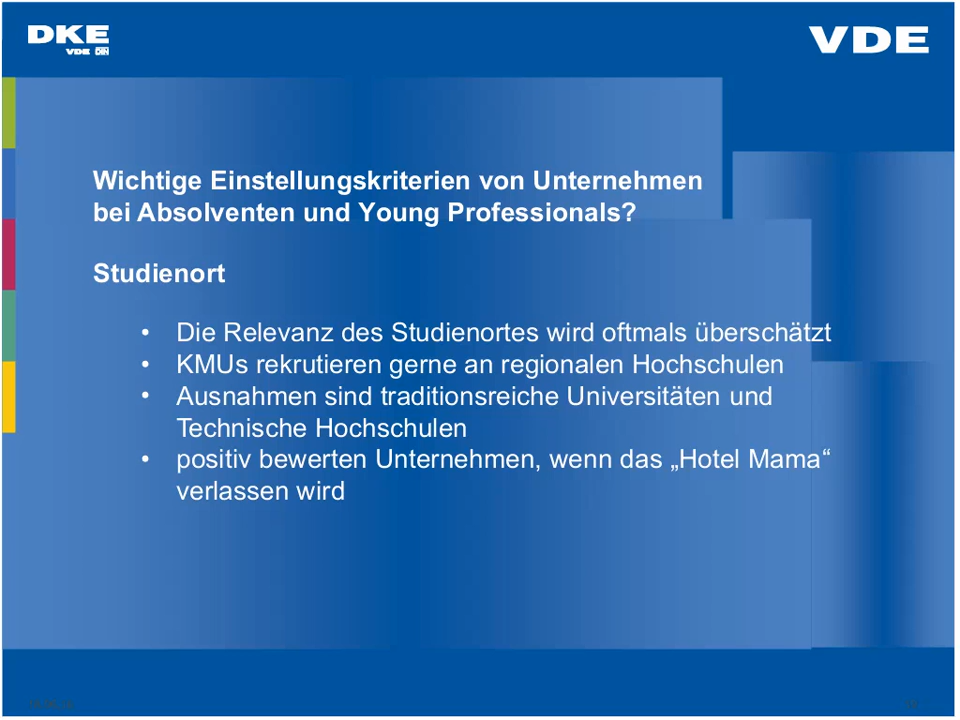 DKE
VDE DIN
VDE
Wichtige Einstellungskriterien von Unternehmen
bei Absolventen und Young Professionals?
Studienort
• Die Relevanz des Studienortes wird oftmals überschätzt
• KMUs rekrutieren gerne an regionalen Hochschulen
• Ausnahmen sind traditionsreiche Universitäten und
Technische Hochschulen
• positiv bewerten Unternehmen, wenn das „Hotel Mama“
verlassen wird